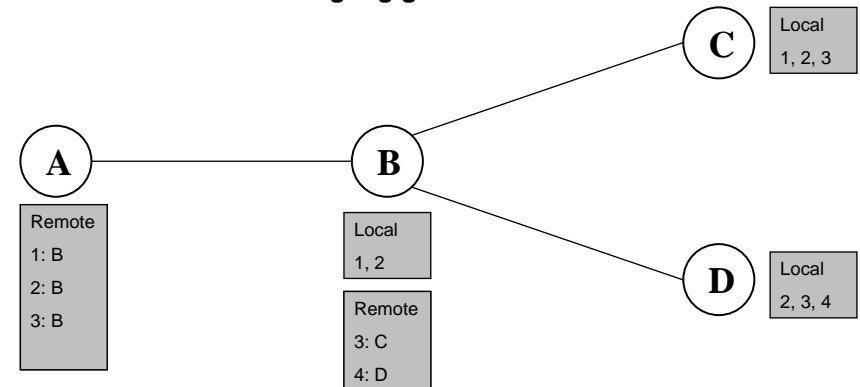 C
Local
1, 2, 3
A
B
Remote
1: B
2: B
3: B
Local
1, 2
Remote
3: C
4: D
D
Local
2, 3, 4